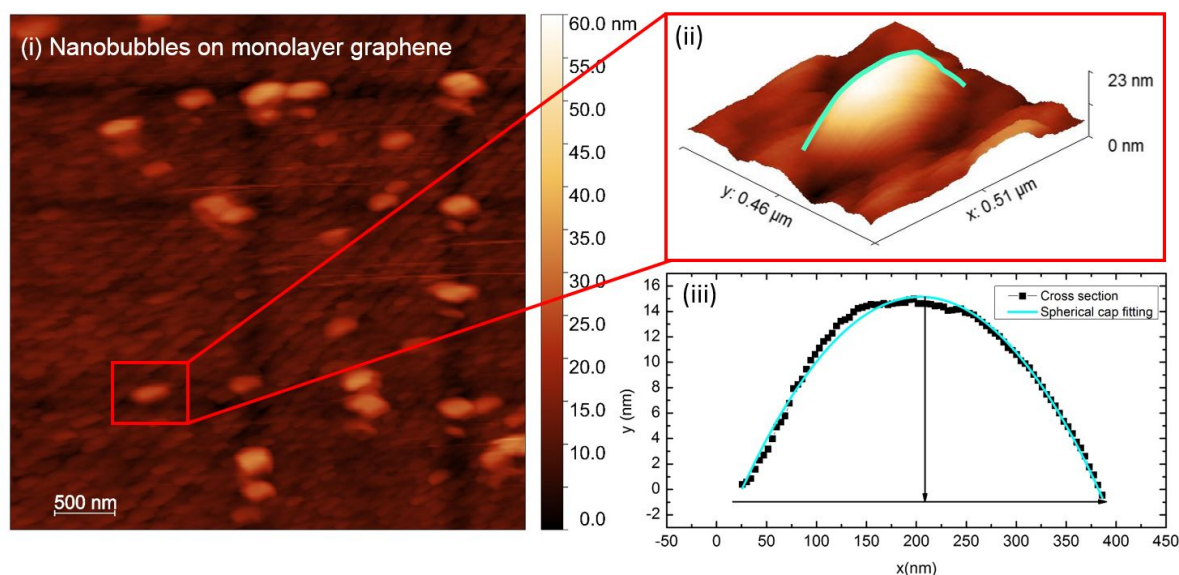 (i) Nanobubbles on monolayer graphene
500 nm
60.0 nm
55.0
50.0
45.0
40.0
35.0
30.0
25.0
20.0
15.0
10.0
0.0
(ii)
23 nm
0 nm
y: 0.46 µm
x: 0.51 µm
(iii)
Cross section
Spherical cap fitting
y (nm)
16
14
12
10
8
6
4
2
0
-2
-50 0 50 100 150 200 250 300 350 400 450
x(nm)